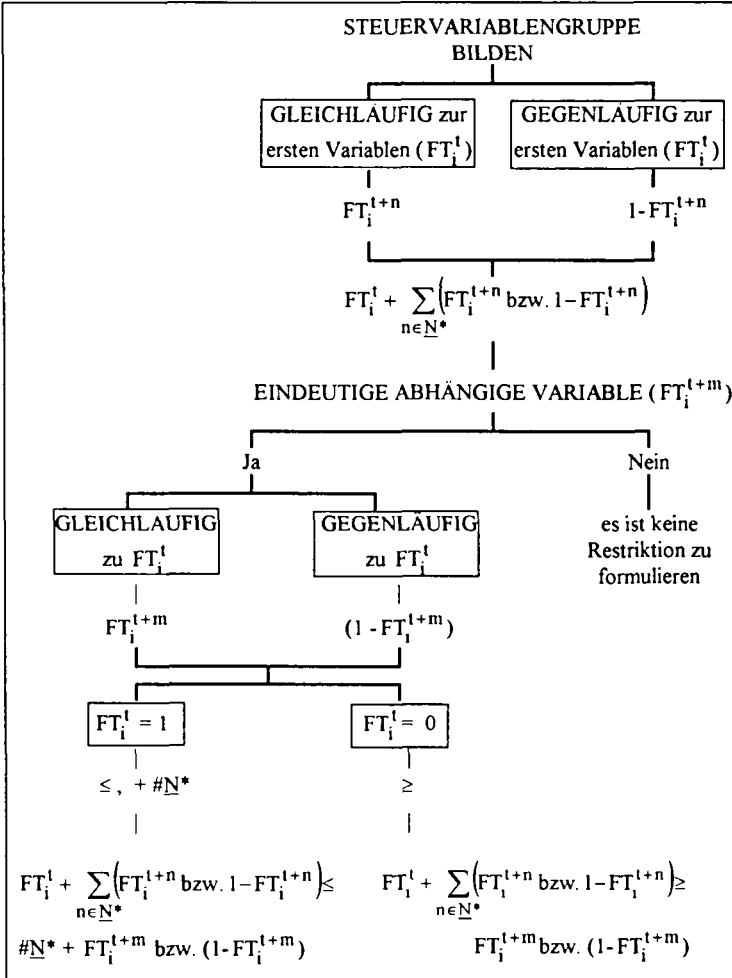 STEUERVARIABLENGRUPPE
BILDEN
GLEICHLÄUFIG zur
ersten Variablen (FT_i^t)
GEGENLÄUFIG zur
ersten Variablen (FT_i^t)
FT_i^{t+n}
1-FT_i^{t+n}
FT_i^t + ∑_{n∈N*} (FT_i^{t+n} bzw. 1-FT_i^{t+n})
EINDEUTIGE ABHÄNGIGE VARIABLE (FT_i^{t+m})
Ja
Nein
GLEICHLÄUFIG
zu FT_i^t
GEGENLÄUFIG
zu FT_i^t
es ist keine
Restriktion zu
formulieren
FT_i^{t+m}
(1-FT_i^{t+m})
FT_i^t = 1
FT_i^t = 0
≤, + #N*
≥
FT_i^t + ∑_{n∈N*} (FT_i^{t+n} bzw. 1-FT_i^{t+n}) ≤
#N* + FT_i^{t+m} bzw. (1-FT_i^{t+m})
FT_i^t + ∑_{n∈N*} (FT_i^{t+n} bzw. 1-FT_i^{t+n}) ≥
FT_i^{t+m} bzw. (1-FT_i^{t+m})